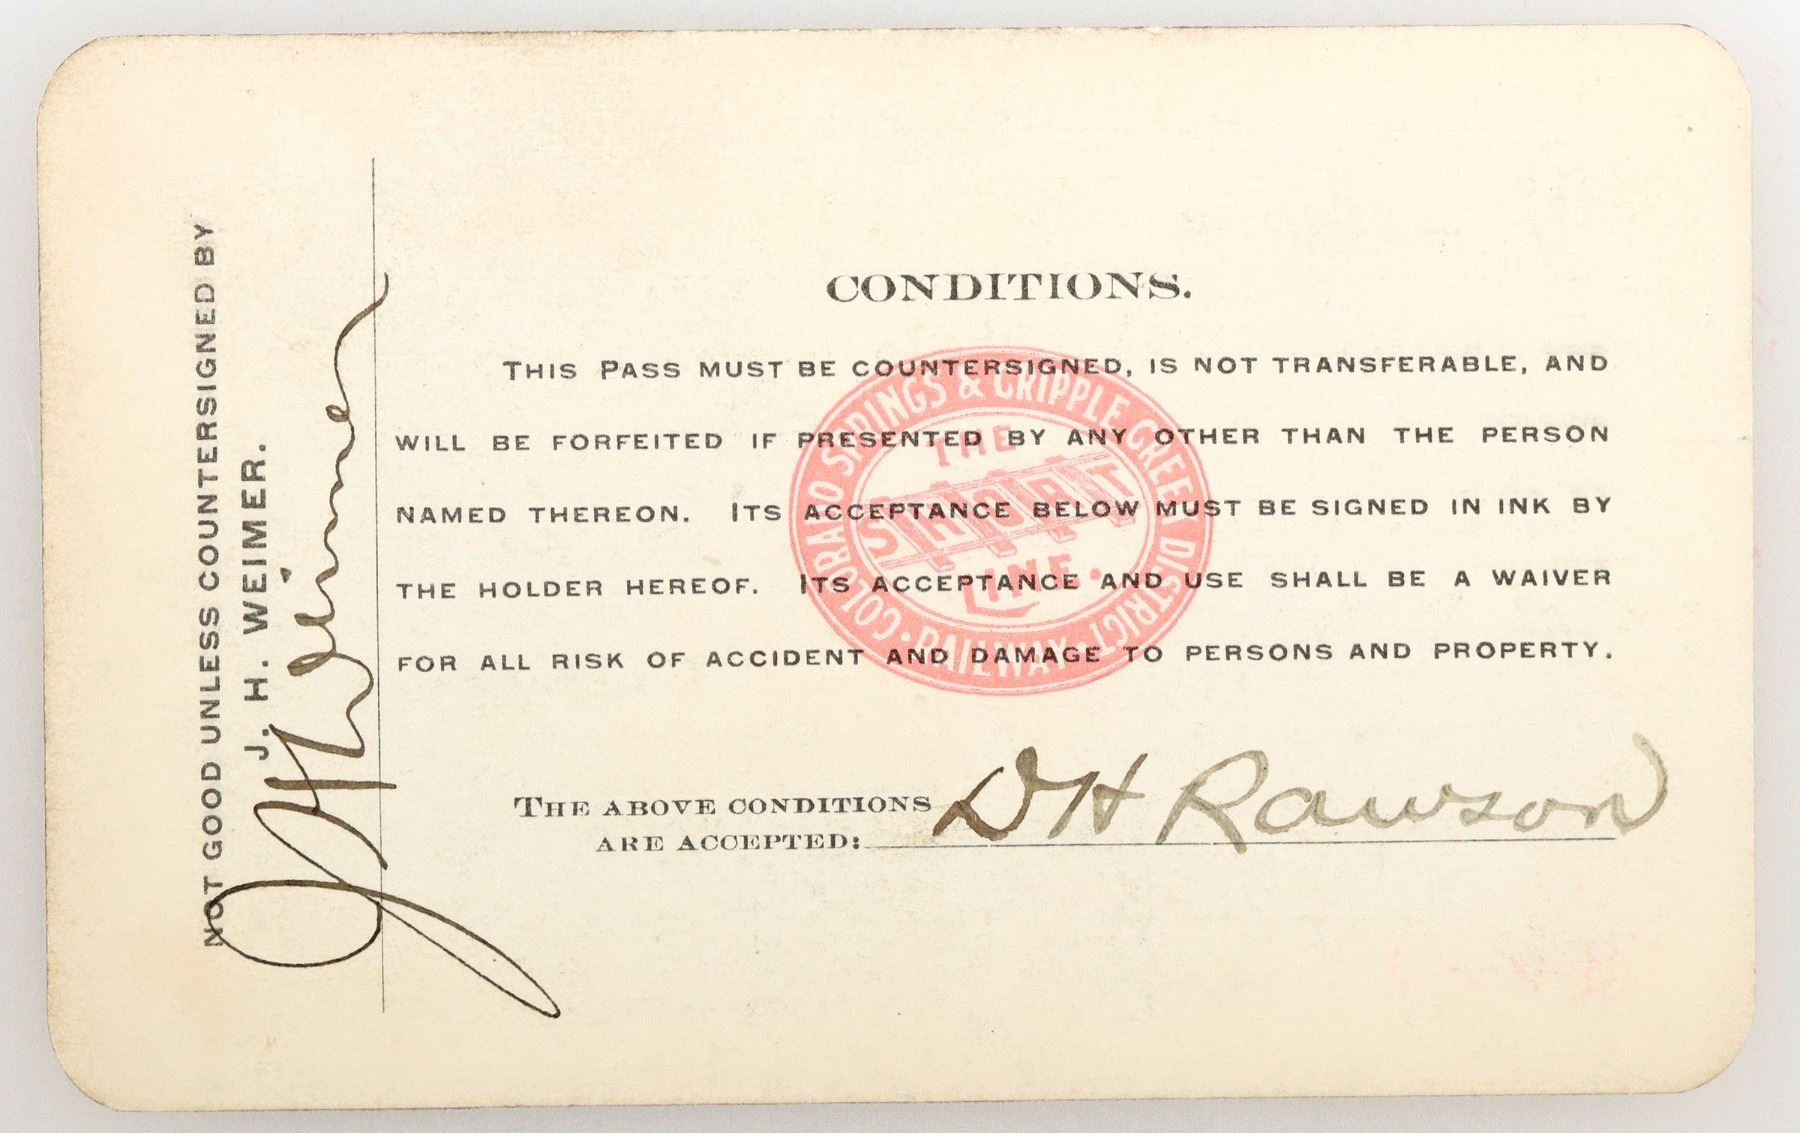 NOT GOOD UNLESS COUNTERSIGNED BY
J. H. WEIMER.
J H Weimer
CONDITIONS.
THIS PASS MUST BE COUNTERSIGNED, IS NOT TRANSFERABLE, AND
WILL BE FORFEITED IF PRESENTED BY ANY OTHER THAN THE PERSON
NAMED THEREON. ITS ACCEPTANCE BELOW MUST BE SIGNED IN INK BY
THE HOLDER HEREOF. ITS ACCEPTANCE AND USE SHALL BE A WAIVER
FOR ALL RISK OF ACCIDENT AND DAMAGE TO PERSONS AND PROPERTY.
COLORADO SPRINGS & CRIPPLE CREEK DISTRICT · RAILWAY ·
THE
SHORT
LINE.
THE ABOVE CONDITIONS
ARE ACCEPTED: D H Rawson